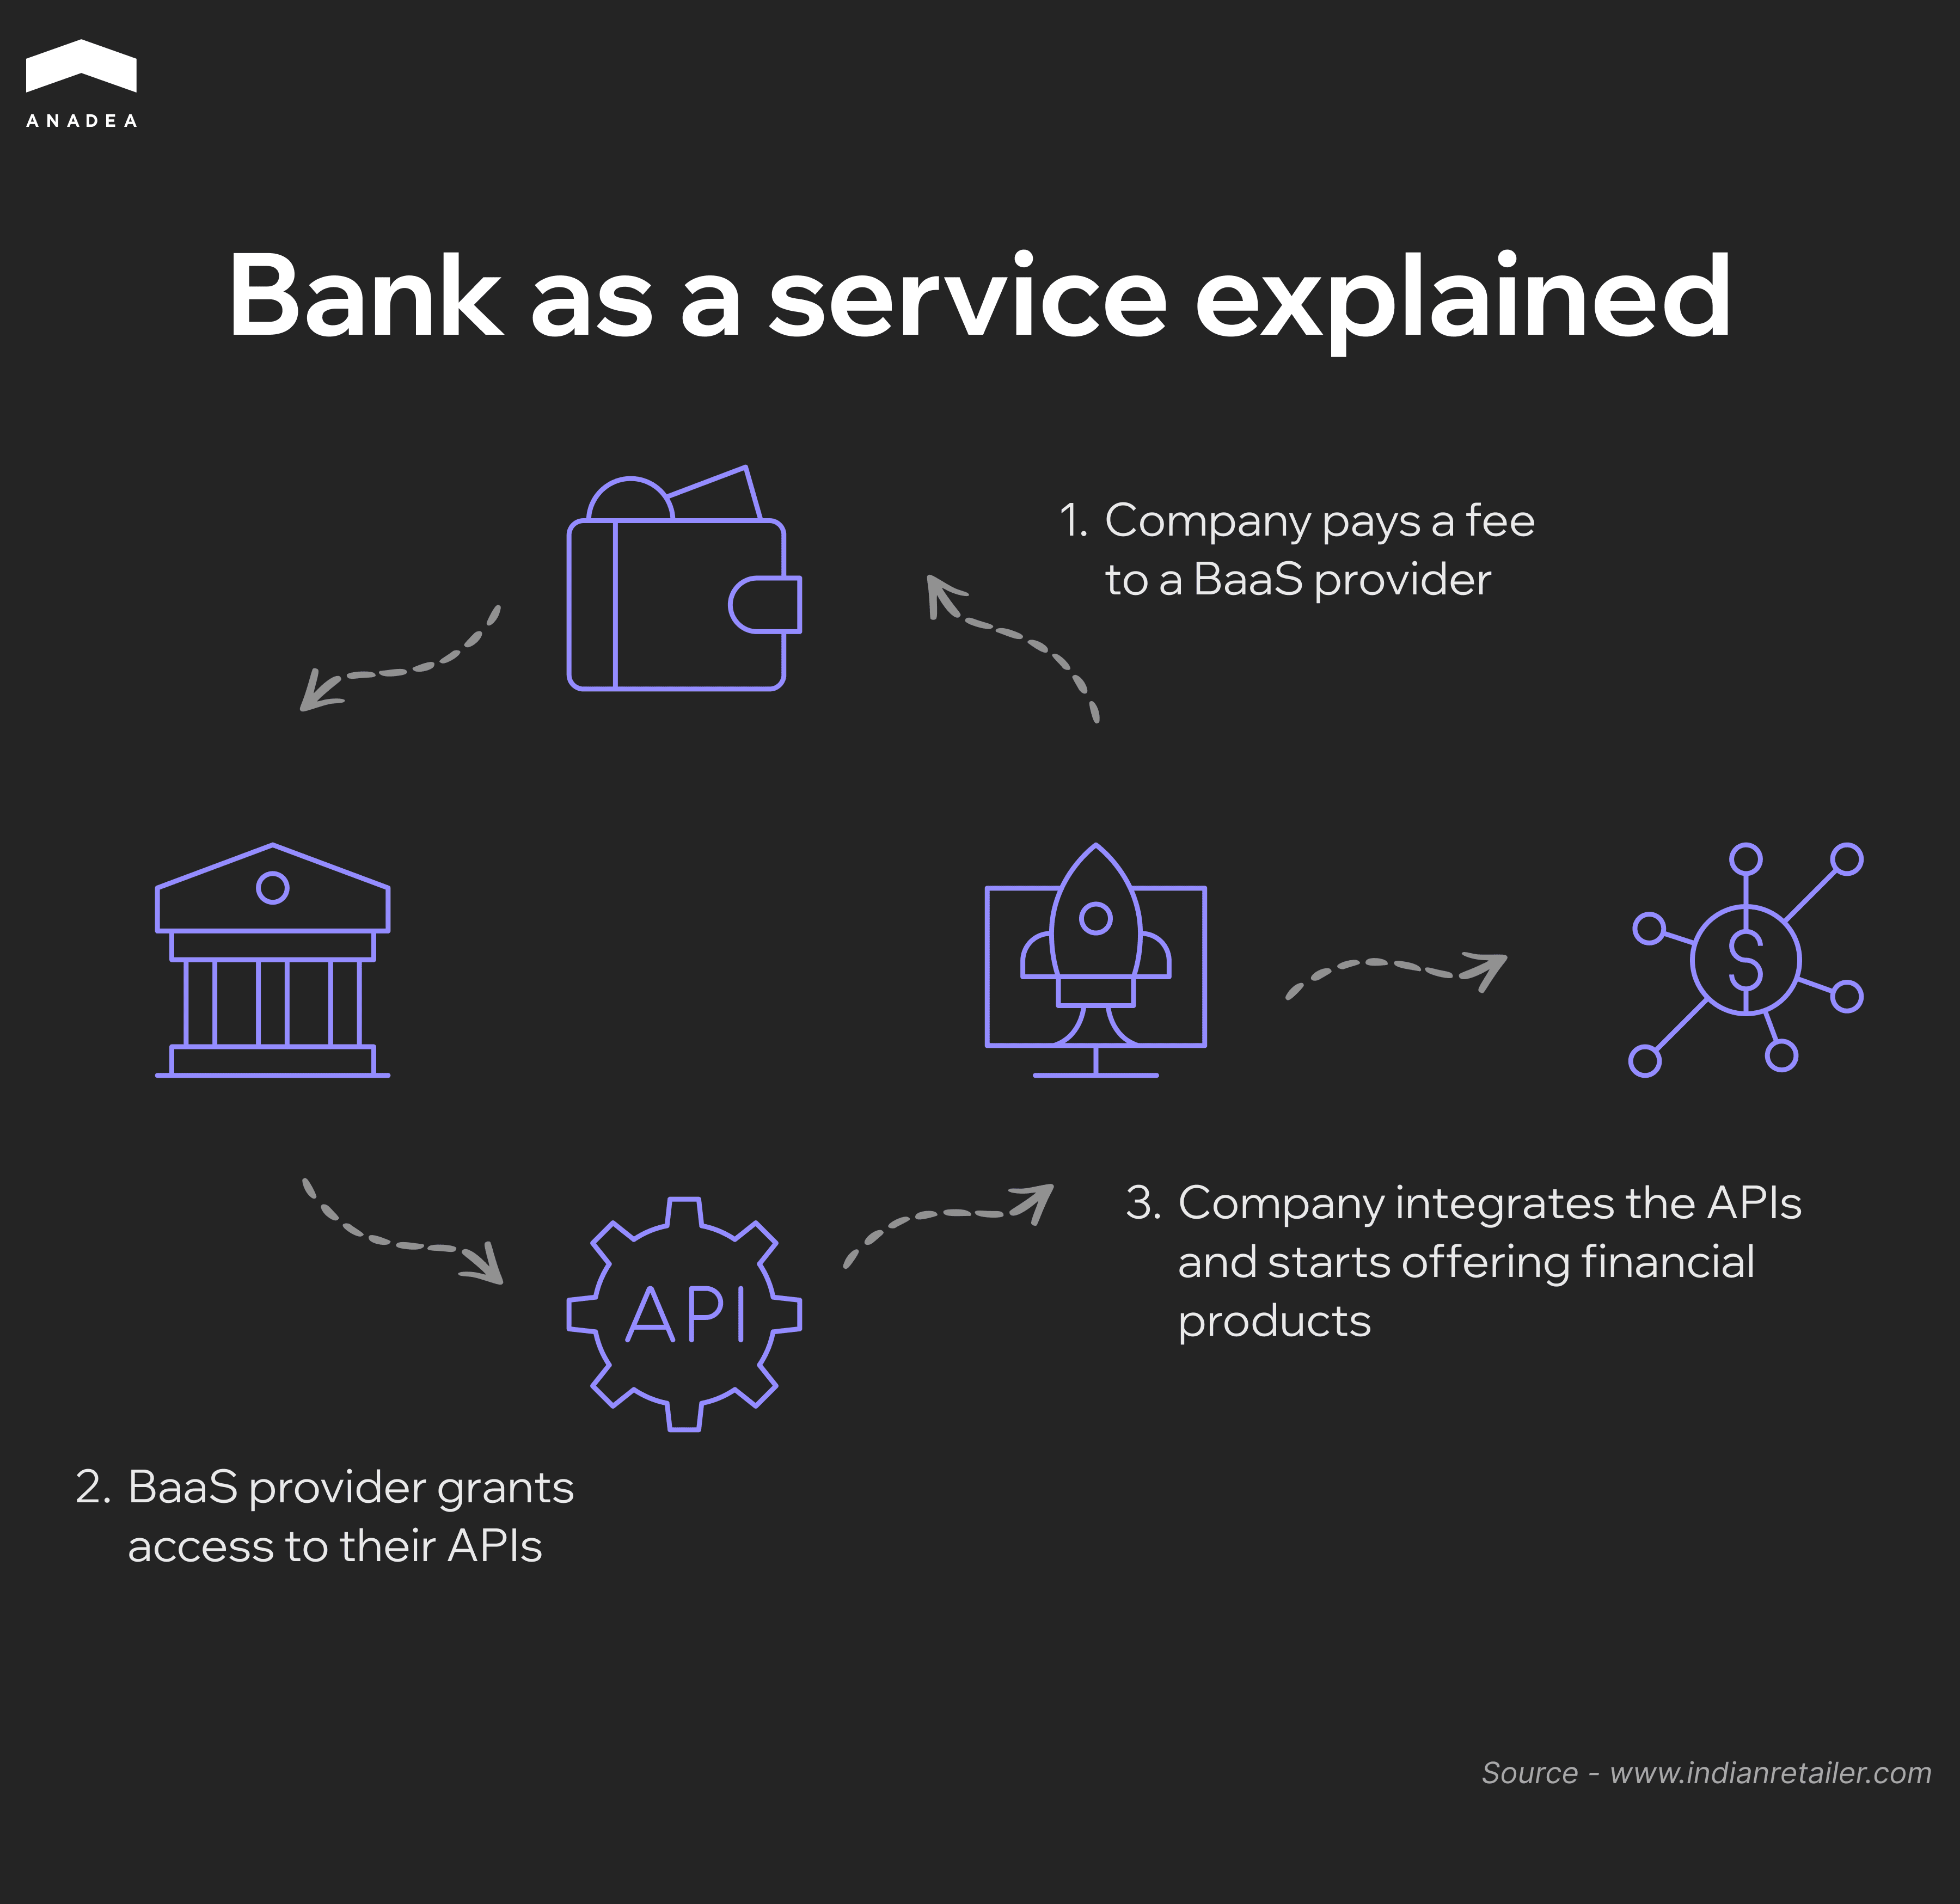 ANADEA
Bank as a service explained
1. Company pays a fee
to a BaaS provider
API
3. Company integrates the APIs
and starts offering financial
products
2. BaaS provider grants
access to their APIs
Source - www.indianretailer.com